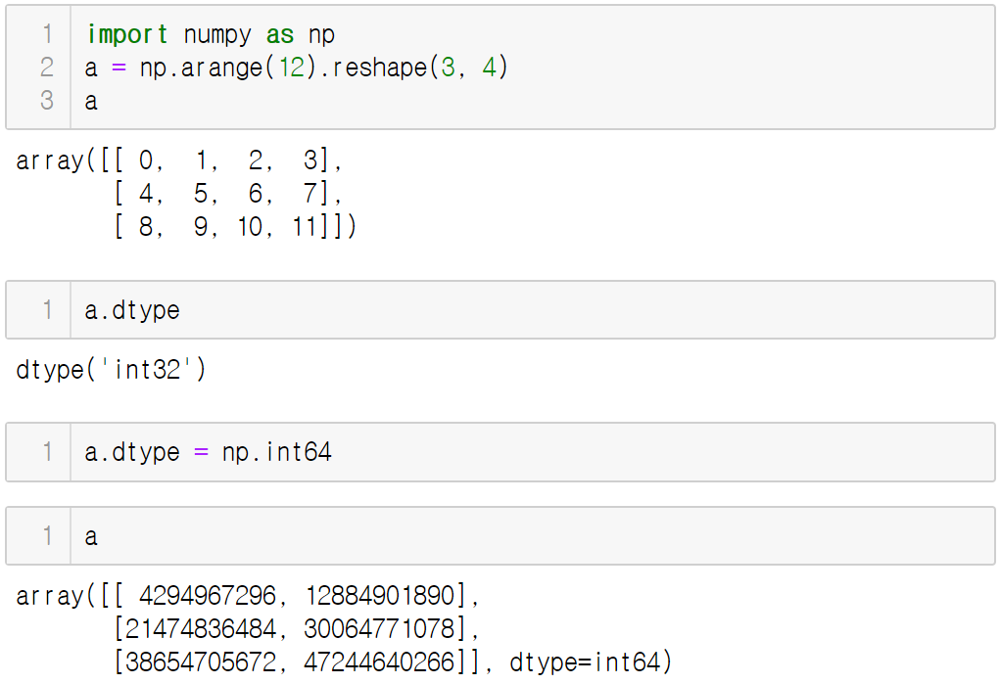 1 import numpy as np
2 a = np.arange(12).reshape(3, 4)
3 a
array([[ 0,  1,  2,  3],
       [ 4,  5,  6,  7],
       [ 8,  9, 10, 11]])
1 a.dtype
dtype('int32')
1 a.dtype = np.int64
1 a
array([[ 4294967296, 12884901890],
       [21474836484, 30064771078],
       [38654705672, 47244640266]], dtype=int64)